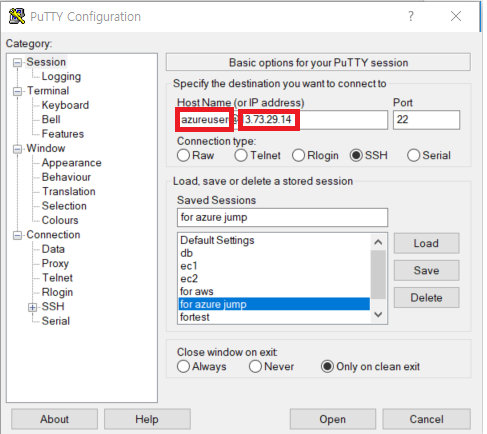 PuTTY Configuration
?
Category:
Session
Logging
Terminal
Keyboard
Bell
Features
Window
Appearance
Behaviour
Translation
Selection
Colours
Connection
Data
Proxy
Telnet
Rlogin
SSH
Serial
Basic options for your PuTTY session
Specify the destination you want to connect to
Host Name (or IP address) Port
azureuser@3.73.29.14 22
Connection type:
Raw Telnet Rlogin SSH Serial
Load, save or delete a stored session
Saved Sessions
for azure jump
Default Settings
db
ec1
ec2
for aws
for azure jump
fortest
Load
Save
Delete
Close window on exit:
Always Never Only on clean exit
About Help Open Cancel